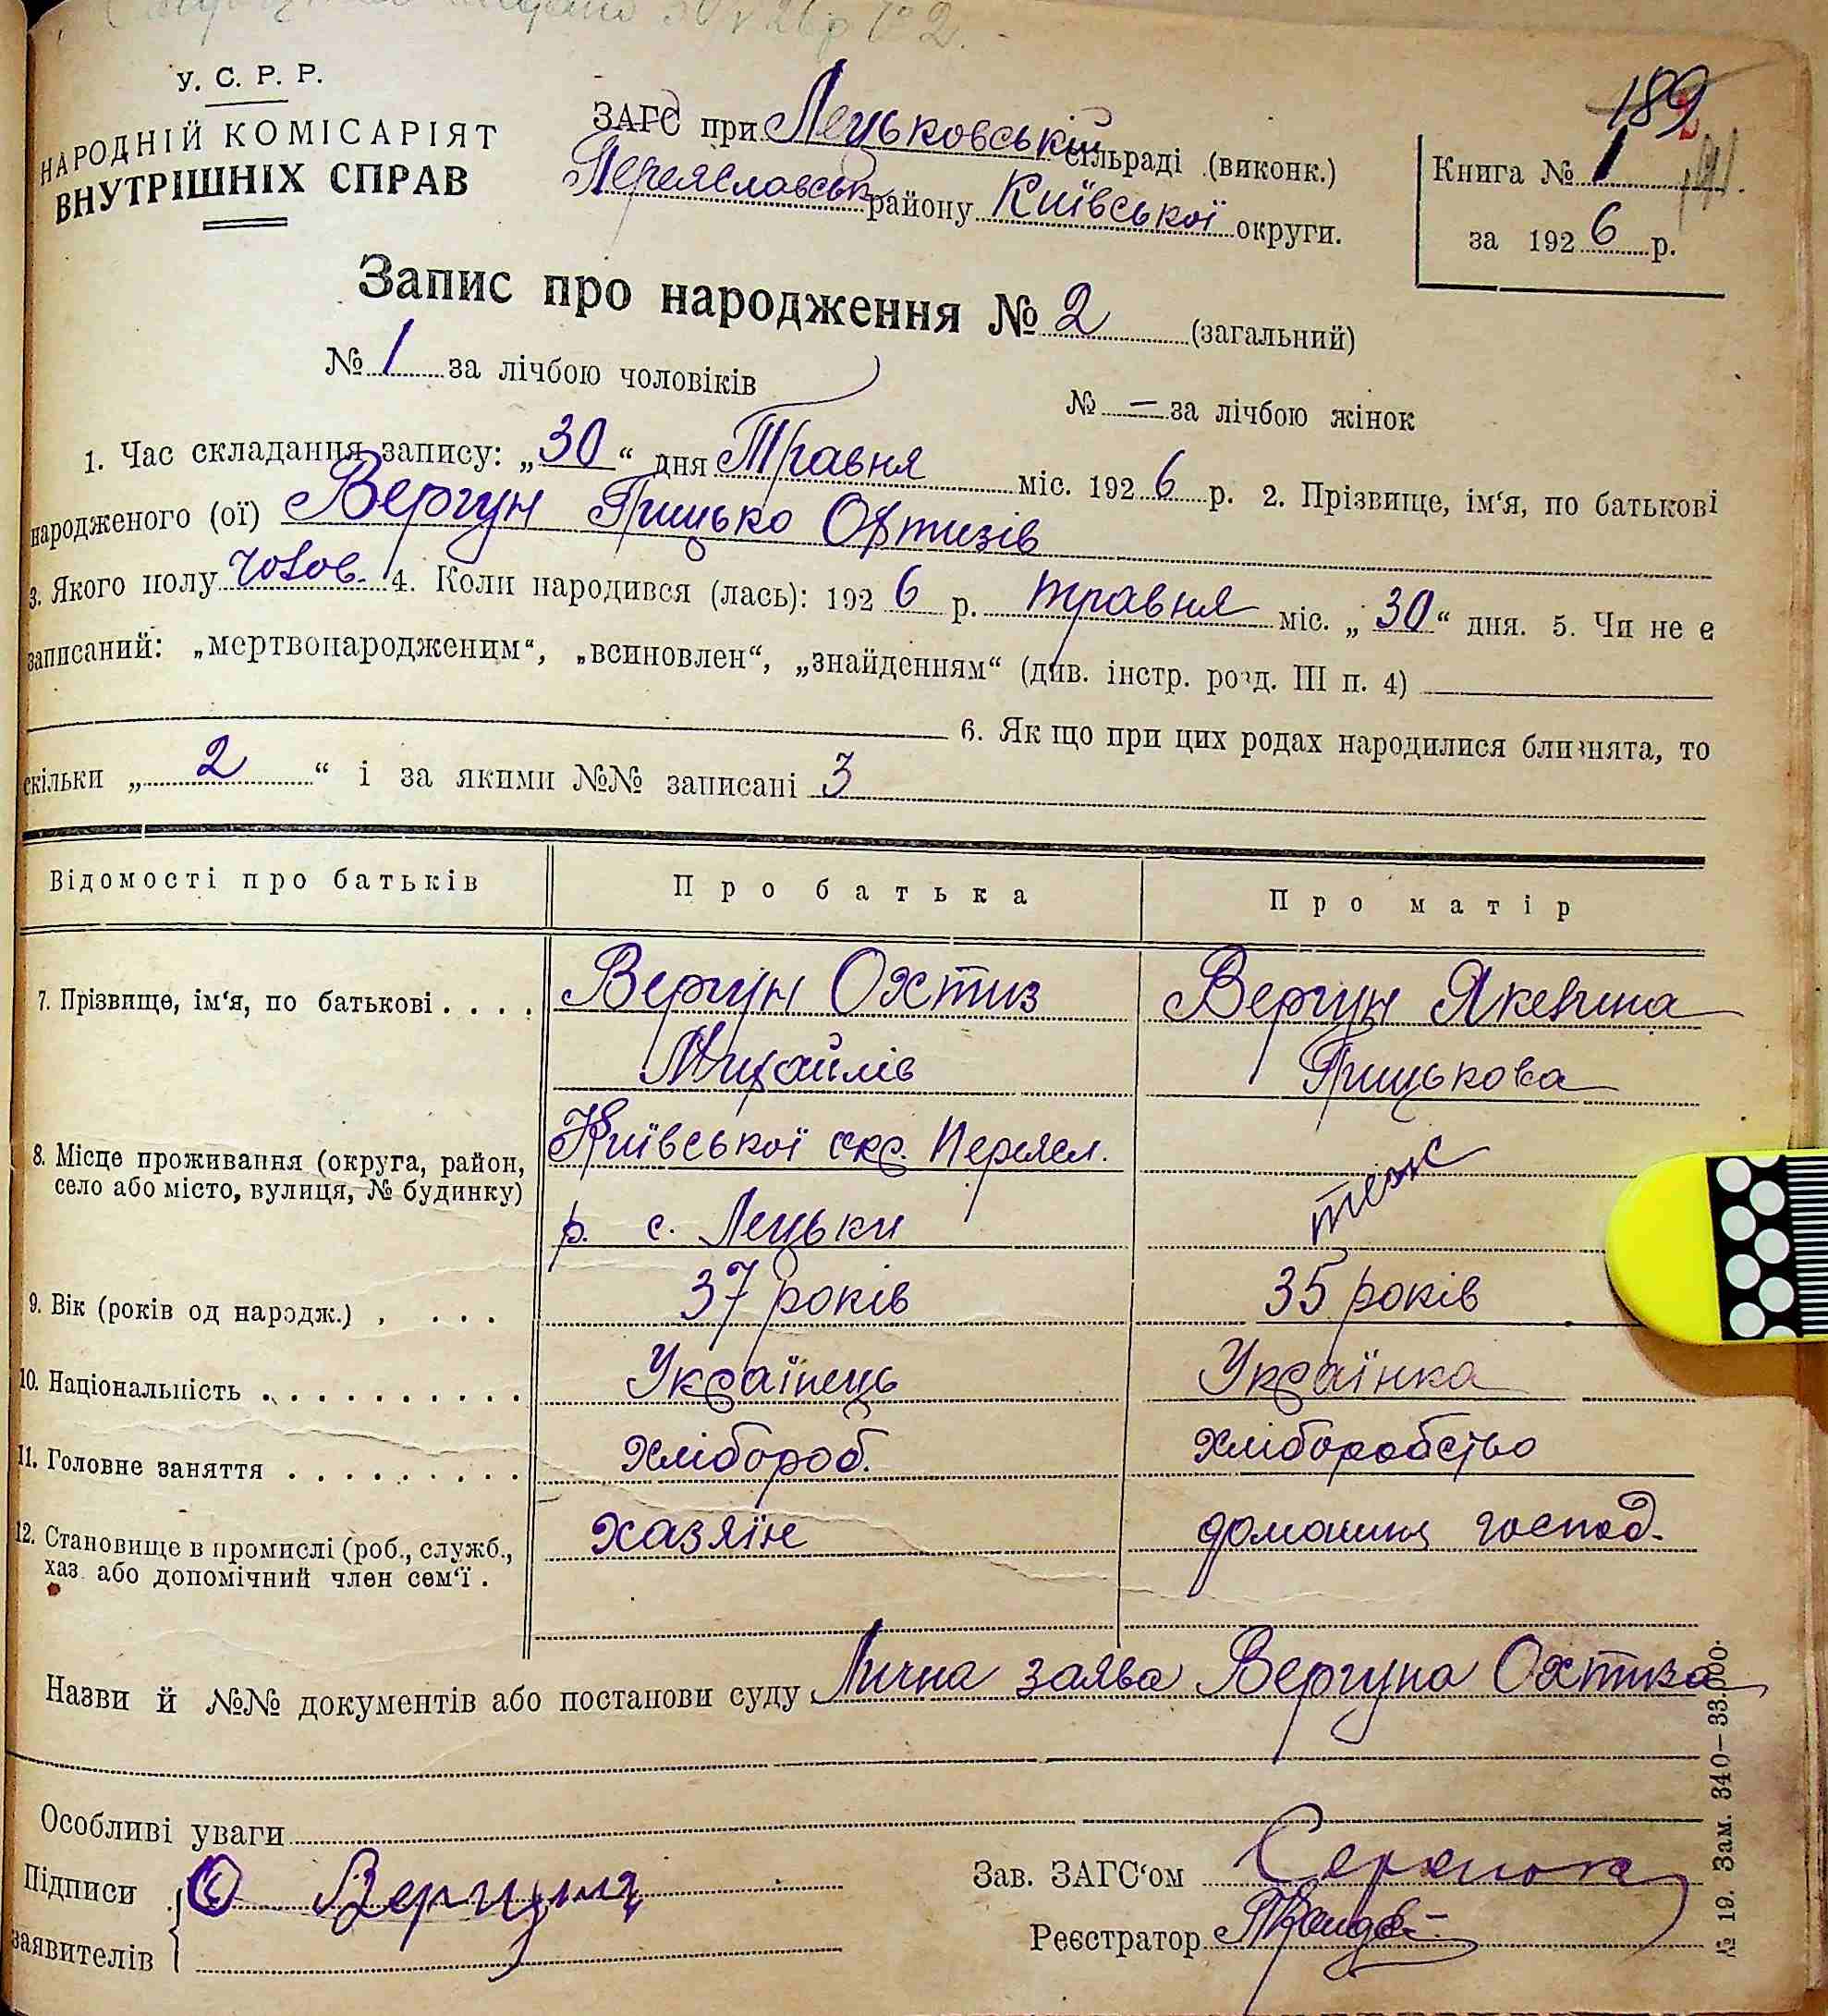 У. С. Р. Р.
НАРОДНІЙ КОМІСАРІЯТ
ВНУТРІШНІХ СПРАВ
ЗАГС при Лецьковській сільраді (виконк.)
Переяславськ району Київської округи.
189
Книга № 1
за 1926 р.
Запис про народження № 2 (загальний)
№ 1 за лічбою чоловіків
№ – за лічбою жінок
1. Час складання запису: „30“ дня Травня міс. 1926 р. 2. Прізвище, ім‘я, по батькові
народженого (ої) Вергун Грицько Охтизів
3. Якого полу чолов. 4. Коли народився (лась): 1926 р. травня міс. „30“ дня. 5. Чи не є
записаний: „мертвонародженим“, „всиновлен“, „знайденням“ (див. інстр. розд. III п. 4)
6. Як що при цих родах народилися близнята, то
скільки „2“ і за якими №№ записані 3
Відомості про батьків Про батька Про матір
7. Прізвище, ім‘я, по батькові . . . . Вергун Охтиз Вергун Якевина
Михайлів Грицькова
8. Місце проживання (округа, район, Київської окр. Переясл. теж
село або місто, вулиця, № будинку)
р. с. Лецьки
9. Вік (років од народж.) . . . . 37 років 35 років
10. Національність . . . . . . . . . . Українець Українка
11. Головне заняття . . . . . . . . . хлібороб. хліборобство
12. Становище в промислі (роб., служб., хазяїн домашня господ.
хаз. або допомічний член сем‘ї .
Назви й №№ документів або постанови суду Лична заява Вергуна Охтиза
Особливі уваги
Підписи О Вергун
заявителів
Зав. ЗАГС‘ом
Реєстратор
№ 19. Зам. 340–33.000.